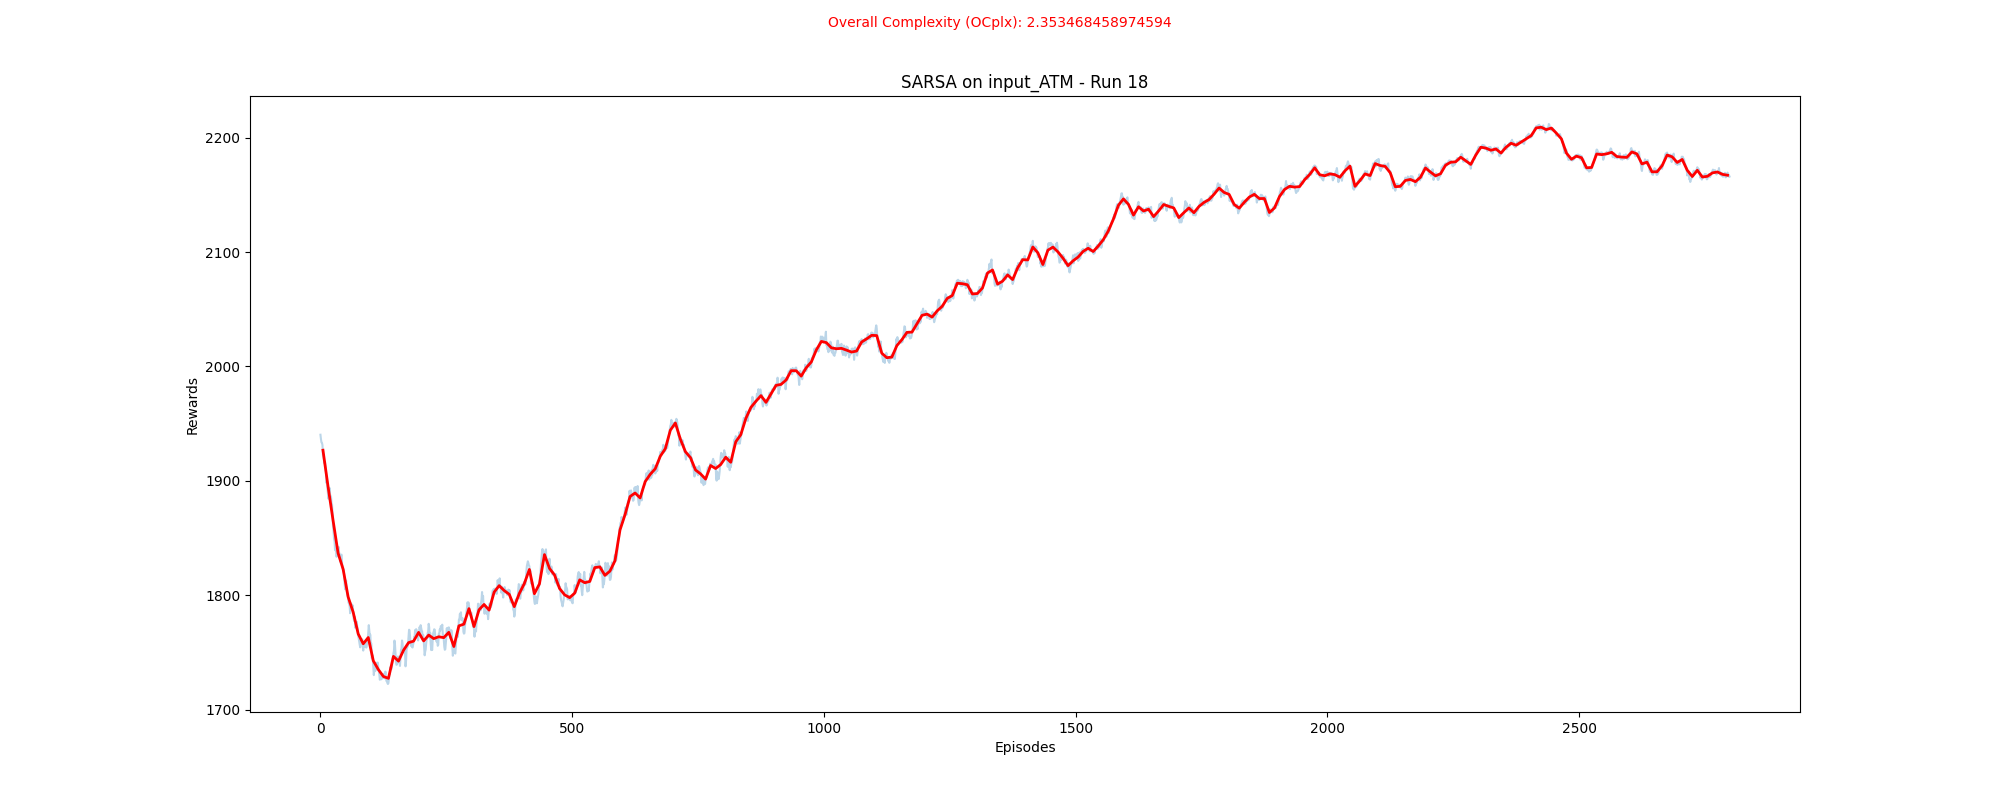 Overall Complexity (OCplx): 2.353468458974594
SARSA on input_ATM - Run 18
2200
2100
2000
1900
1800
1700
Rewards
0 500 1000 1500 2000 2500
Episodes